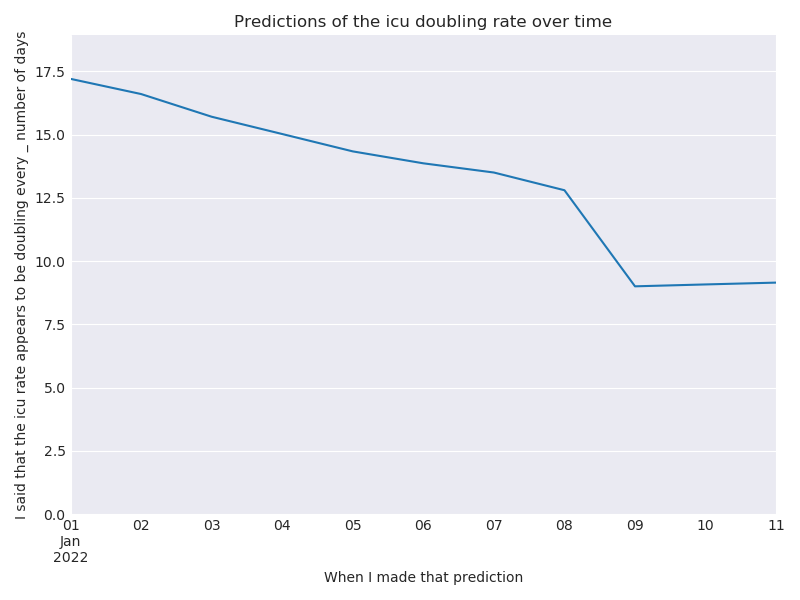 Predictions of the icu doubling rate over time
I said that the icu rate appears to be doubling every _ number of days
17.5
15.0
12.5
10.0
7.5
5.0
2.5
0.0
01 02 03 04 05 06 07 08 09 10 11
Jan
2022
When I made that prediction